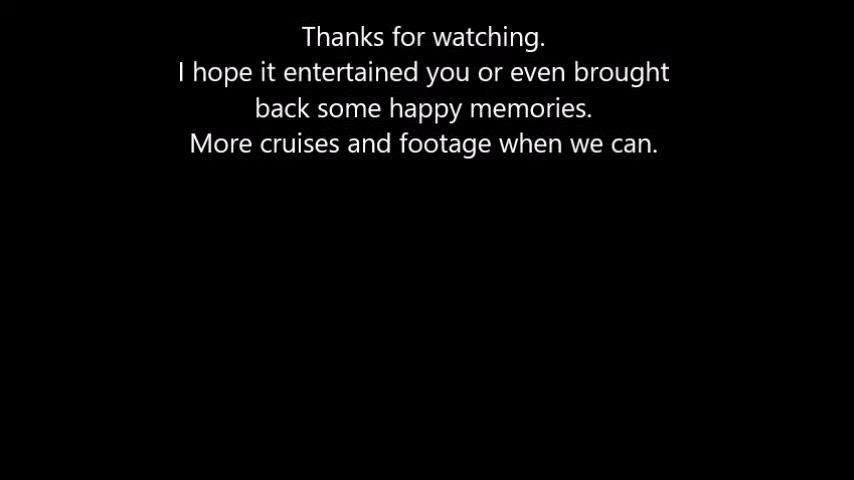 Thanks for watching.
I hope it entertained you or even brought
back some happy memories.
More cruises and footage when we can.